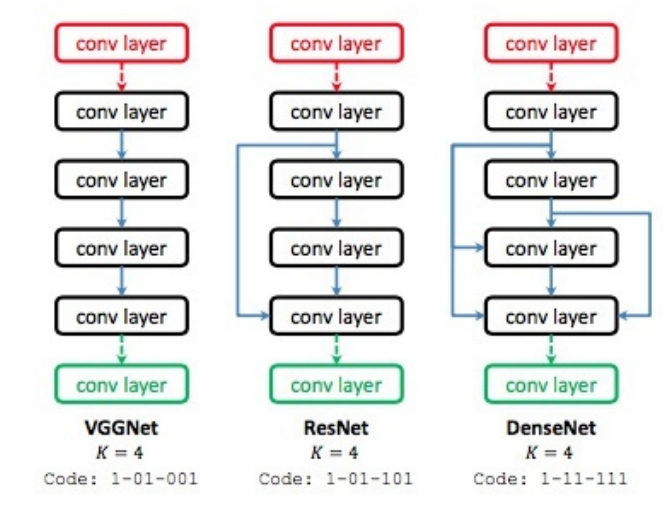 conv layer
conv layer
conv layer
conv layer
conv layer
conv layer
VGGNet
K = 4
Code: 1-01-001
conv layer
conv layer
conv layer
conv layer
conv layer
conv layer
ResNet
K = 4
Code: 1-01-101
conv layer
conv layer
conv layer
conv layer
conv layer
conv layer
DenseNet
K = 4
Code: 1-11-111